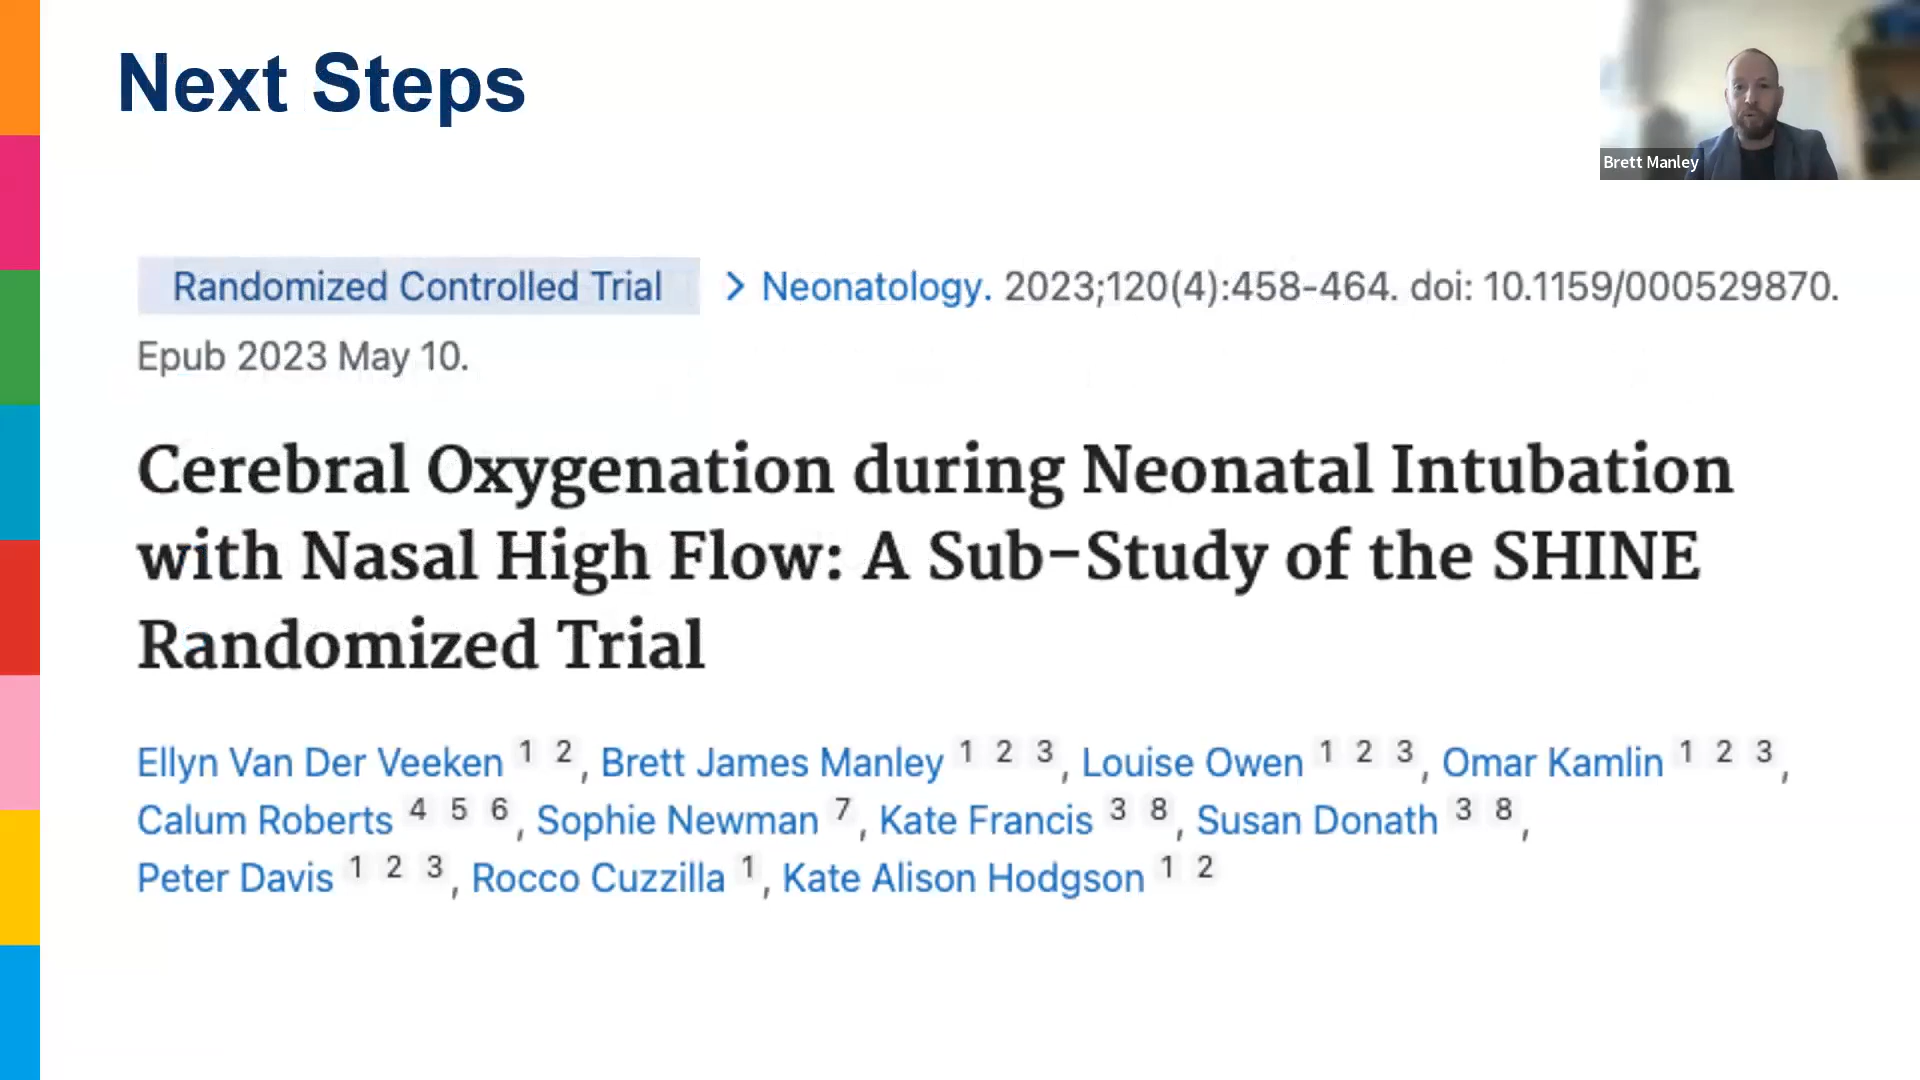 Next Steps
Brett Manley
Randomized Controlled Trial > Neonatology. 2023;120(4):458-464. doi: 10.1159/000529870.
Epub 2023 May 10.
Cerebral Oxygenation during Neonatal Intubation
with Nasal High Flow: A Sub-Study of the SHINE
Randomized Trial
Ellyn Van Der Veeken 1 2, Brett James Manley 1 2 3, Louise Owen 1 2 3, Omar Kamlin 1 2 3,
Calum Roberts 4 5 6, Sophie Newman 7, Kate Francis 3 8, Susan Donath 3 8,
Peter Davis 1 2 3, Rocco Cuzzilla 1, Kate Alison Hodgson 1 2